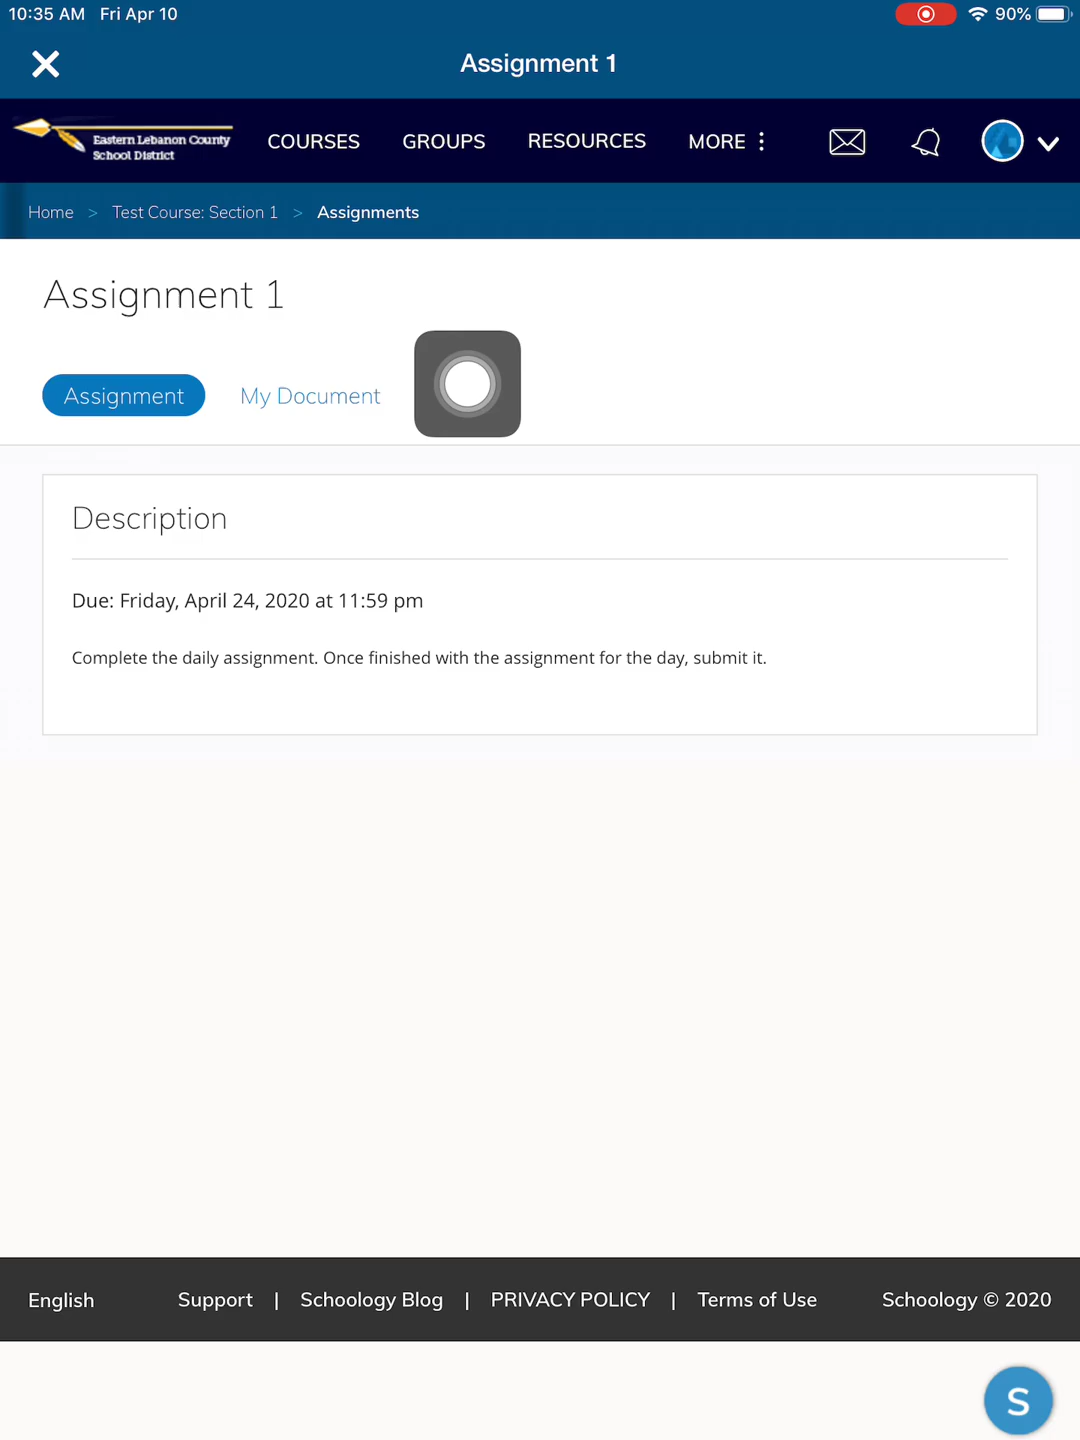 10:35 AM Fri Apr 10 90%
Assignment 1
Eastern Lebanon County
School District
COURSES GROUPS RESOURCES MORE
Home > Test Course: Section 1 > Assignments
Assignment 1
Assignment My Document
Description
Due: Friday, April 24, 2020 at 11:59 pm
Complete the daily assignment. Once finished with the assignment for the day, submit it.
English Support | Schoology Blog | PRIVACY POLICY | Terms of Use Schoology © 2020
S